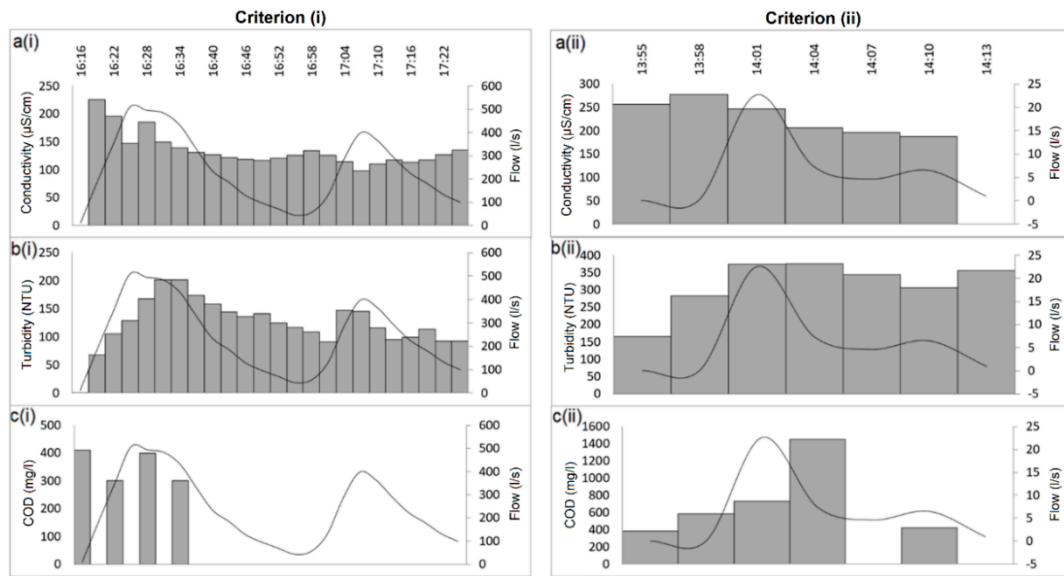 Criterion (i)
Criterion (ii)
a(i)
16:16 16:22 16:28 16:34 16:40 16:46 16:52 16:58 17:04 17:10 17:16 17:22
Conductivity (µS/cm)
250 200 150 100 50 0
600 500 400 300 200 100 0
Flow (l/s)
a(ii)
13:55 13:58 14:01 14:04 14:07 14:10 14:13
Conductivity (µS/cm)
300 250 200 150 100 50 0
25 20 15 10 5 0 -5
Flow (l/s)
b(i)
Turbidity (NTU)
250 200 150 100 50 0
600 500 400 300 200 100 0
Flow (l/s)
b(ii)
Turbidity (NTU)
400 350 300 250 200 150 100 50 0
25 20 15 10 5 0 -5
Flow (l/s)
c(i)
COD (mg/l)
500 400 300 200 100 0
600 500 400 300 200 100 0
Flow (l/s)
c(ii)
COD (mg/l)
1600 1400 1200 1000 800 600 400 200 0
25 20 15 10 5 0 -5
Flow (l/s)